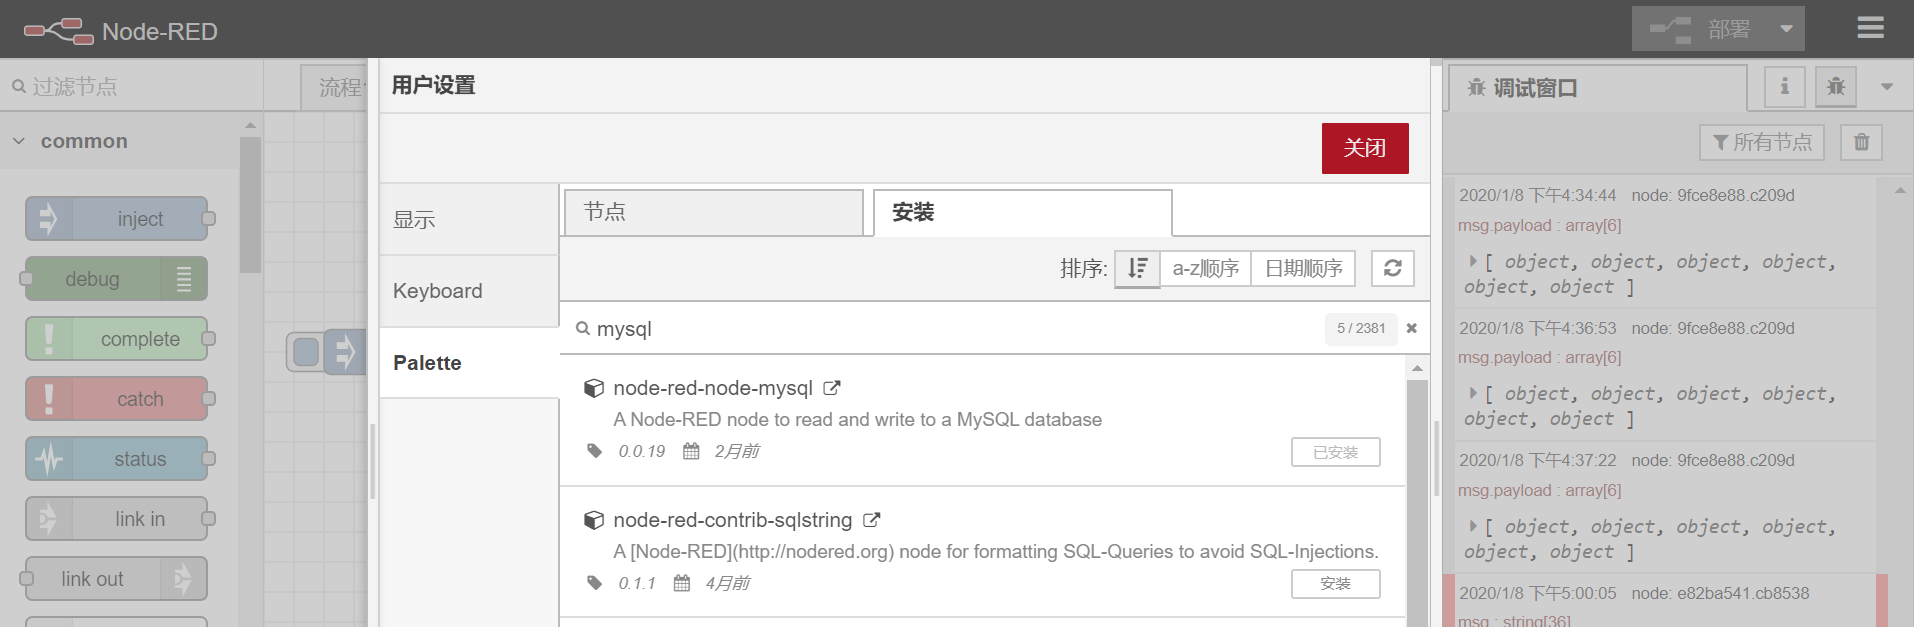 Node-RED
部署
过滤节点
流程
common
inject
debug
complete
catch
status
link in
link out
用户设置
关闭
显示
Keyboard
Palette
节点
安装
排序:
a-z顺序
日期顺序
mysql
5 / 2381
node-red-node-mysql
A Node-RED node to read and write to a MySQL database
0.0.19
2月前
已安装
node-red-contrib-sqlstring
A [Node-RED](http://nodered.org) node for formatting SQL-Queries to avoid SQL-Injections.
0.1.1
4月前
安装
调试窗口
所有节点
2020/1/8 下午4:34:44 node: 9fce8e88.c209d
msg.payload : array[6]
[ object, object, object, object,
object, object ]
2020/1/8 下午4:36:53 node: 9fce8e88.c209d
msg.payload : array[6]
[ object, object, object, object,
object, object ]
2020/1/8 下午4:37:22 node: 9fce8e88.c209d
msg.payload : array[6]
[ object, object, object, object,
object, object ]
2020/1/8 下午5:00:05 node: e82ba541.cb8538
msg : string[36]